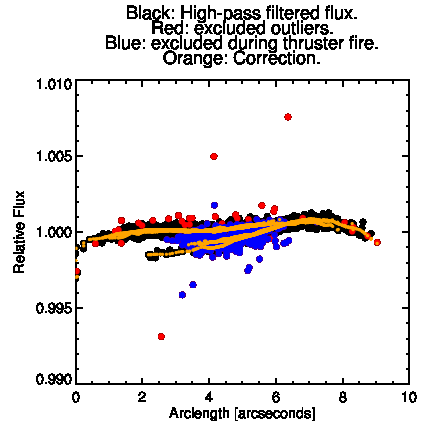 Black: High-pass filtered flux.
Red: excluded outliers.
Blue: excluded during thruster fire.
Orange: Correction.
1.010
1.005
1.000
0.995
0.990
Relative Flux
0 2 4 6 8 10
Arclength [arcseconds]